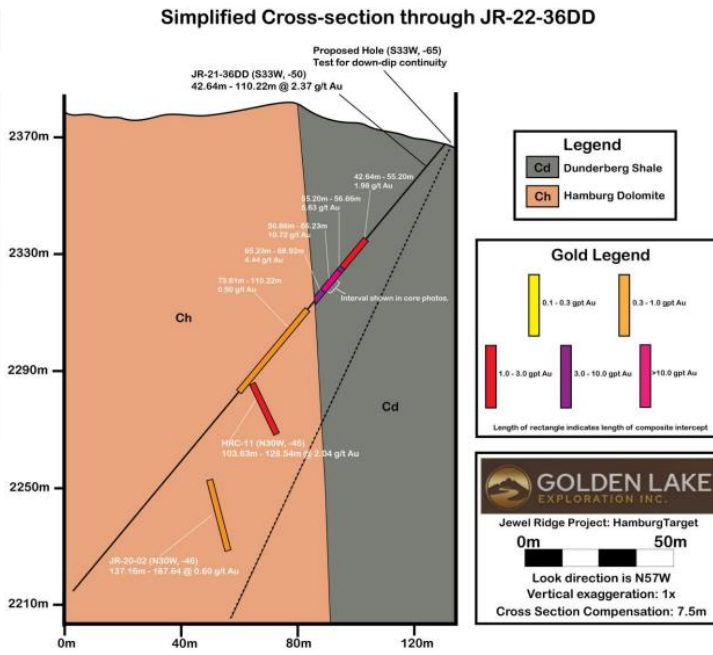 Simplified Cross-section through JR-22-36DD
Proposed Hole (S33W, -65)
Test for down-dip continuity
JR-21-36DD (S33W, -50)
42.64m - 110.22m @ 2.37 g/t Au
2370m
2330m
2290m
2250m
2210m
0m
40m
80m
120m
42.64m - 55.20m
1.98 g/t Au
55.20m - 56.66m
5.63 g/t Au
10.72 g/t Au
4.44 g/t Au
73.61m - 110.22m
0.50 g/t Au
Interval shown in core photos.
Ch
Cd
HRC-11 (N30W, -45)
103.63m - 128.54m @ 2.04 g/t Au
JR-20-02 (N30W, -46)
137.16m - 167.64 @ 0.60 g/t Au
Legend
Cd Dunderberg Shale
Ch Hamburg Dolomite
Gold Legend
0.1 - 0.3 gpt Au
0.3 - 1.0 gpt Au
1.0 - 3.0 gpt Au
3.0 - 10.0 gpt Au
>10.0 gpt Au
Length of rectangle indicates length of composite intercept
GOLDEN LAKE
EXPLORATION INC.
Jewel Ridge Project: HamburgTarget
0m 50m
Look direction is N57W
Vertical exaggeration: 1x
Cross Section Compensation: 7.5m